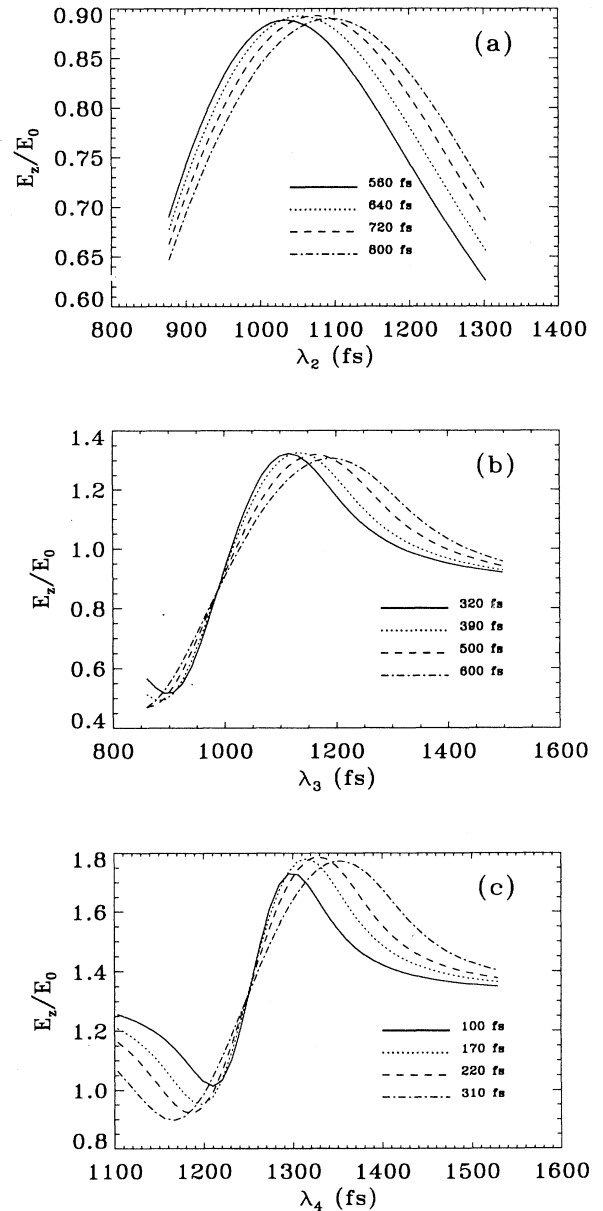 0.90
0.85
0.80
0.75
0.70
0.65
0.60
E_z/E_0
(a)
560 fs
640 fs
720 fs
800 fs
800 900 1000 1100 1200 1300 1400
λ_2 (fs)
1.4
1.2
1.0
0.8
0.6
0.4
E_z/E_0
(b)
320 fs
390 fs
500 fs
600 fs
800 1000 1200 1400 1600
λ_3 (fs)
1.8
1.6
1.4
1.2
1.0
0.8
E_z/E_0
(c)
100 fs
170 fs
220 fs
310 fs
1100 1200 1300 1400 1500 1600
λ_4 (fs)